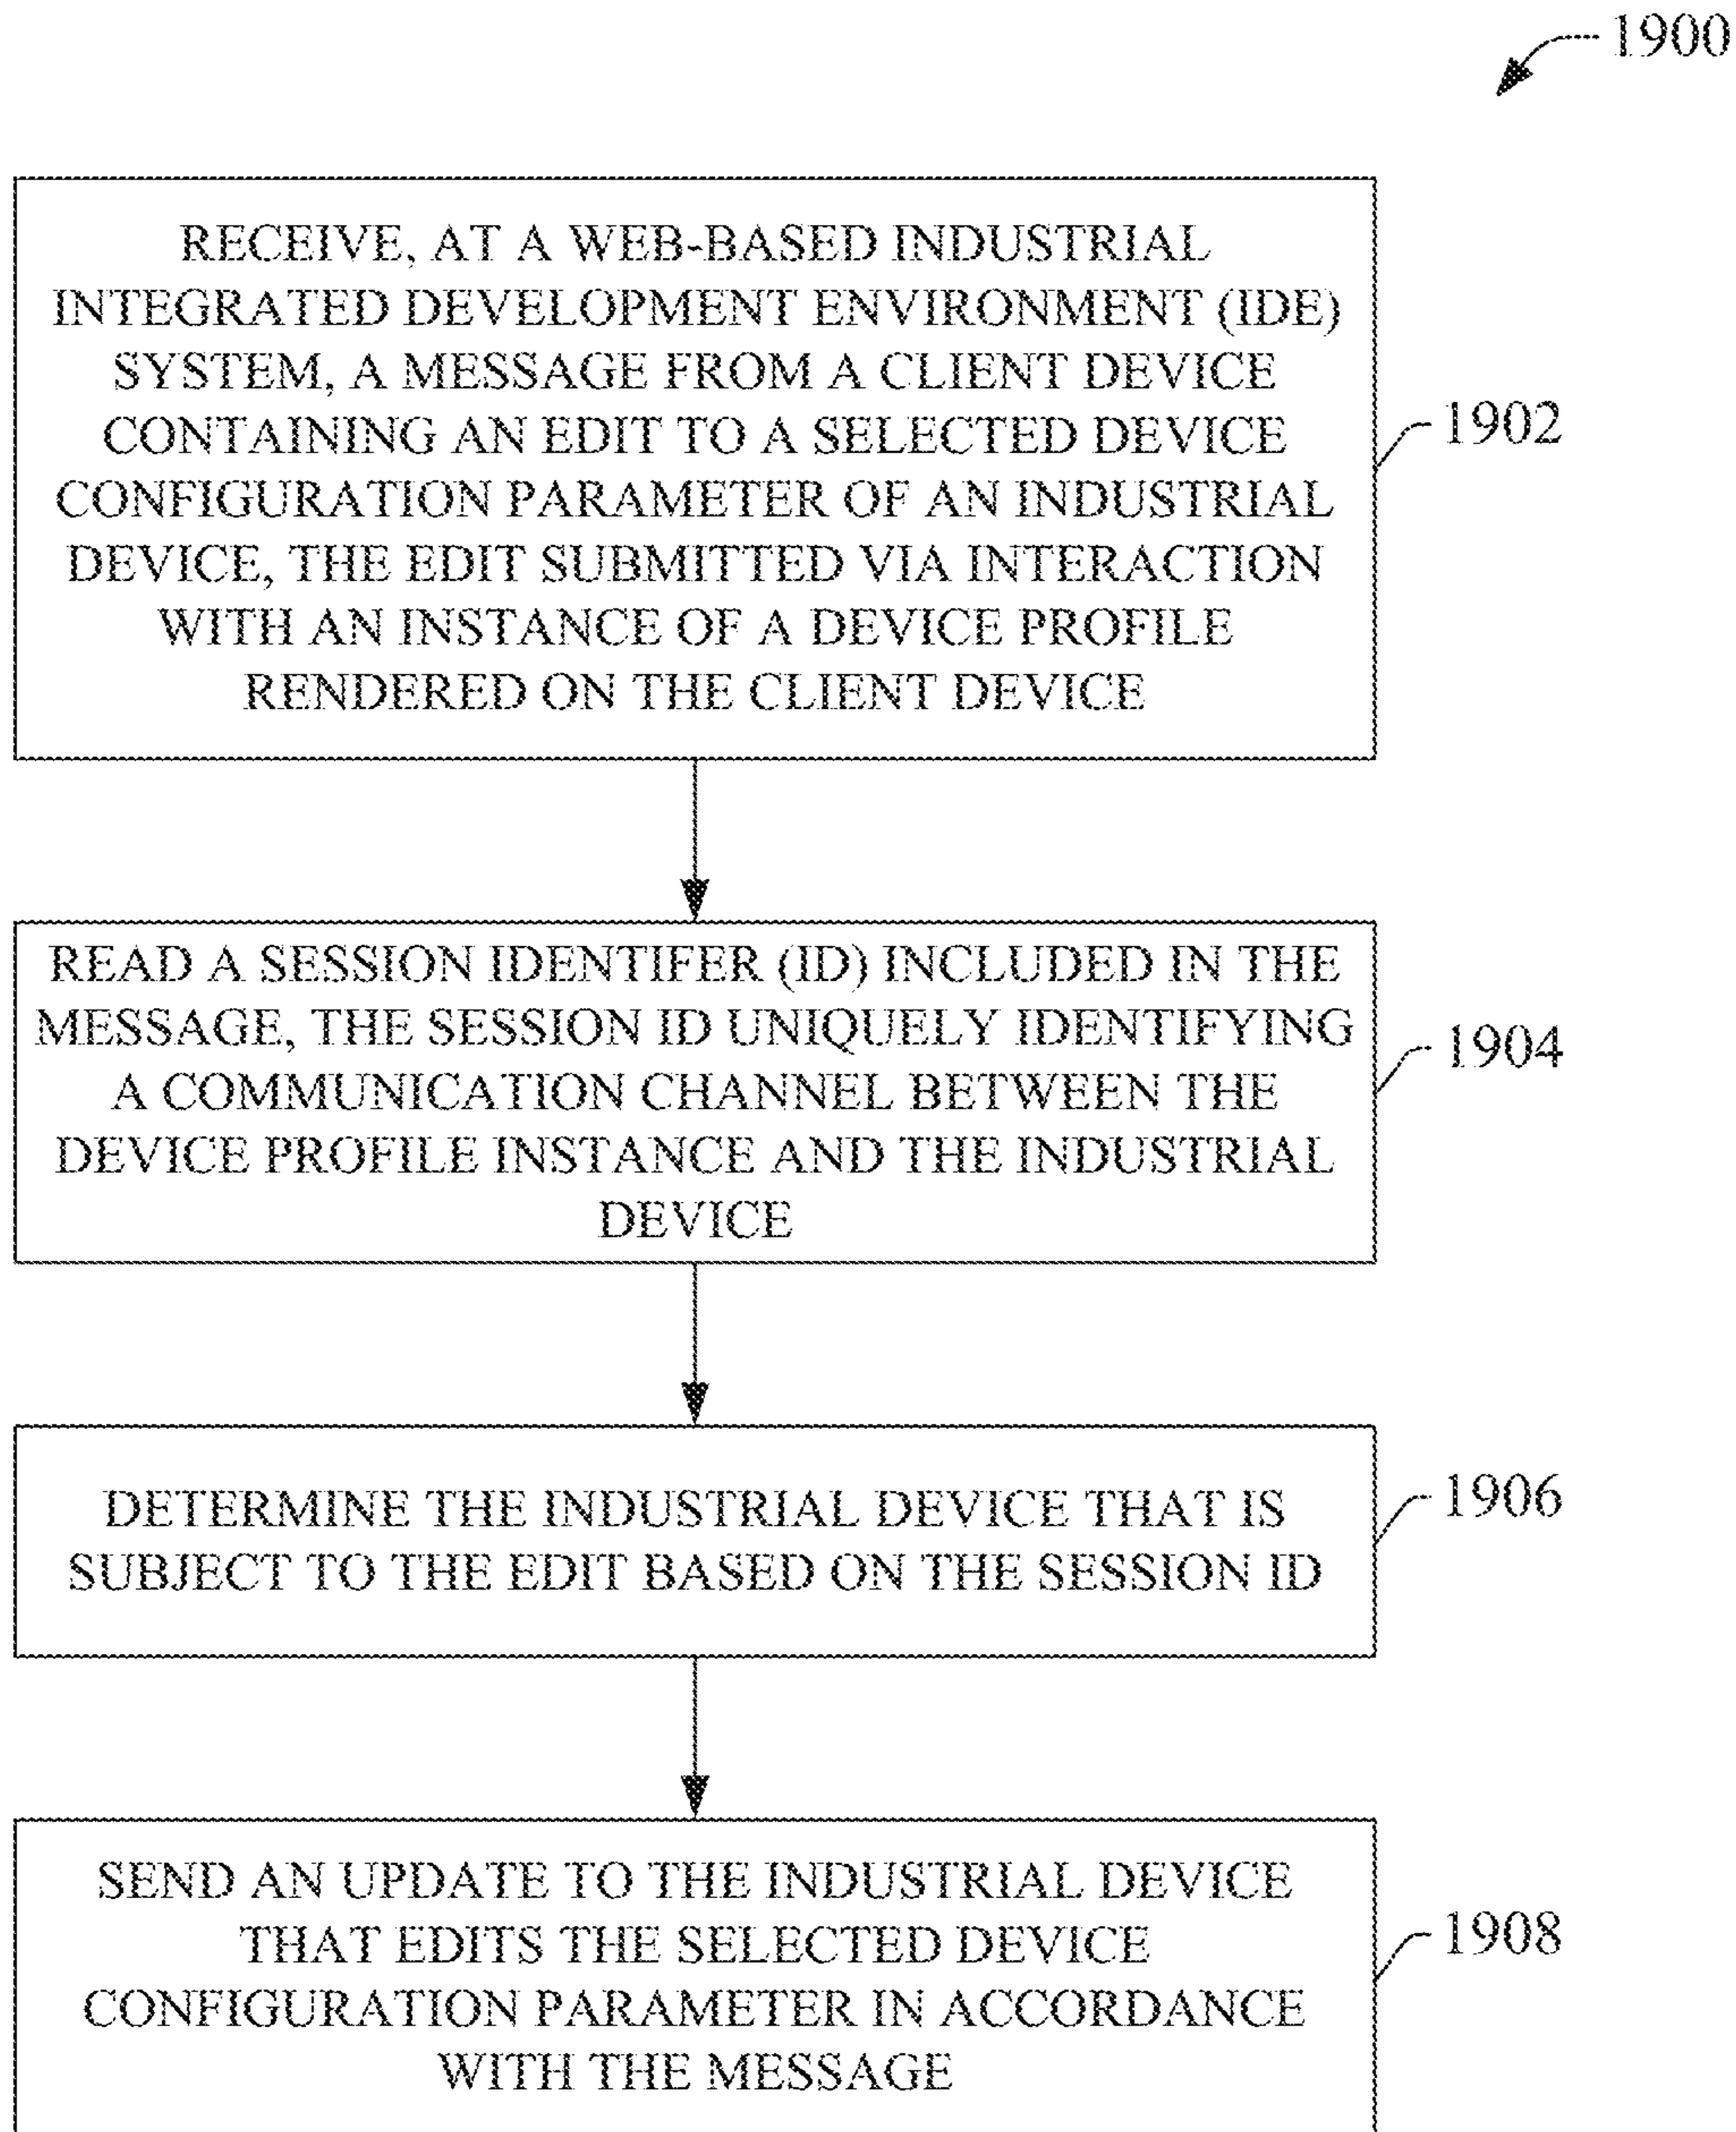 1900
RECEIVE, AT A WEB-BASED INDUSTRIAL
INTEGRATED DEVELOPMENT ENVIRONMENT (IDE)
SYSTEM, A MESSAGE FROM A CLIENT DEVICE
CONTAINING AN EDIT TO A SELECTED DEVICE
CONFIGURATION PARAMETER OF AN INDUSTRIAL
DEVICE, THE EDIT SUBMITTED VIA INTERACTION
WITH AN INSTANCE OF A DEVICE PROFILE
RENDERED ON THE CLIENT DEVICE
1902
READ A SESSION IDENTIFER (ID) INCLUDED IN THE
MESSAGE, THE SESSION ID UNIQUELY IDENTIFYING
A COMMUNICATION CHANNEL BETWEEN THE
DEVICE PROFILE INSTANCE AND THE INDUSTRIAL
DEVICE
1904
DETERMINE THE INDUSTRIAL DEVICE THAT IS
SUBJECT TO THE EDIT BASED ON THE SESSION ID
1906
SEND AN UPDATE TO THE INDUSTRIAL DEVICE
THAT EDITS THE SELECTED DEVICE
CONFIGURATION PARAMETER IN ACCORDANCE
WITH THE MESSAGE
1908